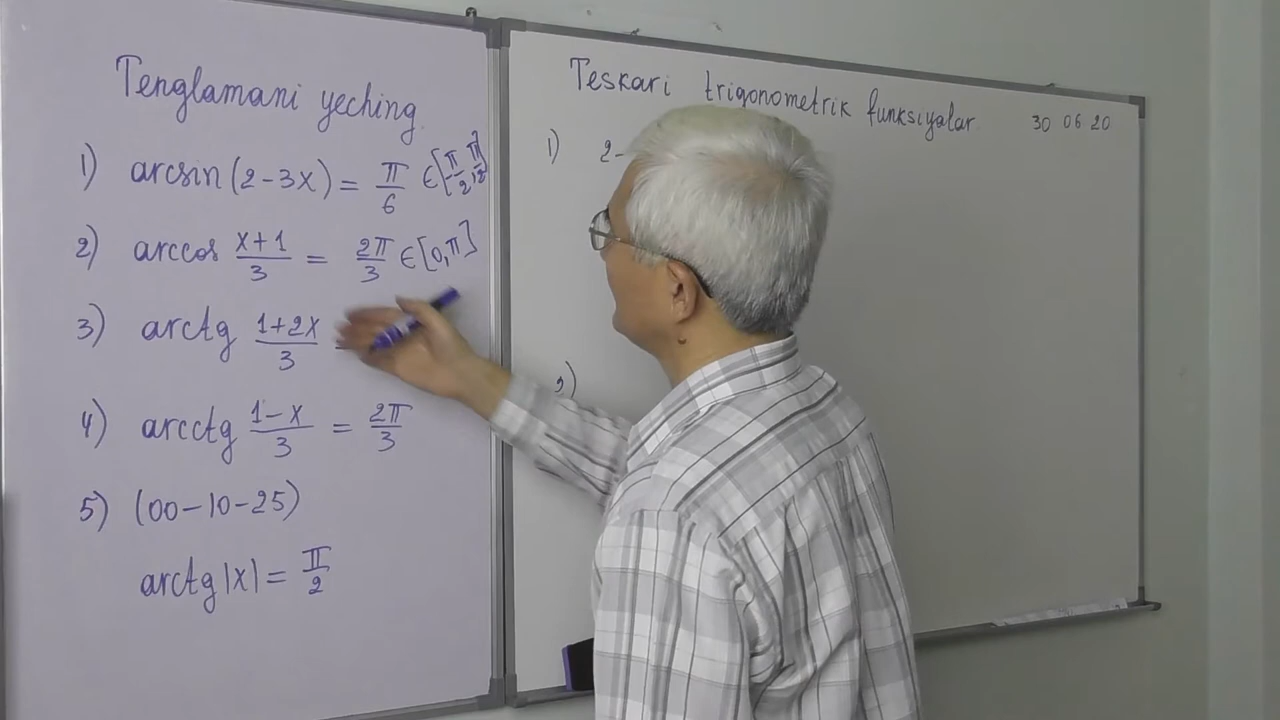 Tenglamani yeching
1) arcsin (2-3x) = π/6 ∈ [-π/2, π/2]
2) arccos (x+1)/3 = 2π/3 ∈ [0, π]
3) arctg (1+2x)/3 =
4) arcctg (1-x)/3 = 2π/3
5) (00-10-25)
arctg |x| = π/2
Teskari trigonometrik funksiyalar
30 06 20
1) 2-